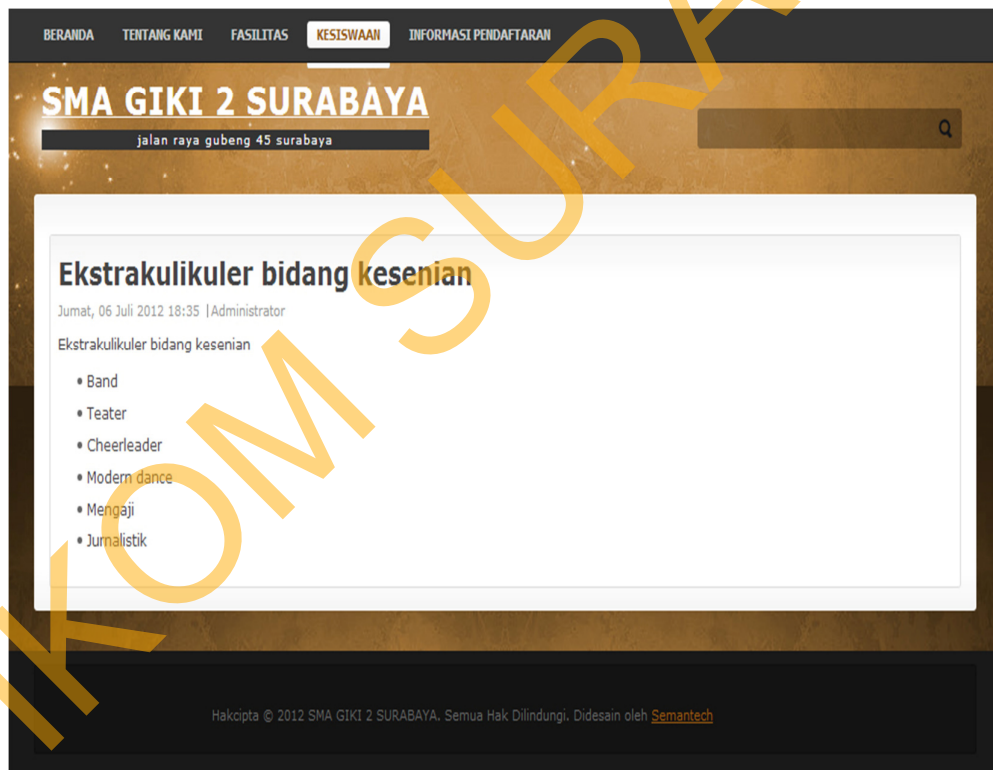 BERANDA TENTANG KAMI FASILITAS KESISWAAN INFORMASI PENDAFTARAN
SMA GIKI 2 SURABAYA
jalan raya gubeng 45 surabaya
Ekstrakulikuler bidang kesenian
Jumat, 06 Juli 2012 18:35 |Administrator
Ekstrakulikuler bidang kesenian
• Band
• Teater
• Cheerleader
• Modern dance
• Mengaji
• Jurnalistik
Hakcipta © 2012 SMA GIKI 2 SURABAYA. Semua Hak Dilindungi. Didesain oleh Semantech
IKOM SURA